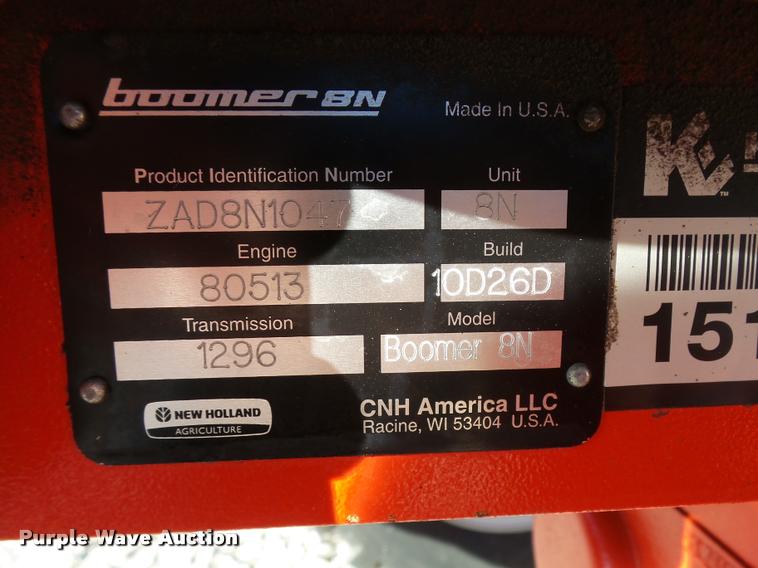 boomer 8N
Made In U.S.A.
Product Identification Number
Unit
8N
Engine
Build
80513
10D26D
Transmission
Model
1296
Boomer 8N
NEW HOLLAND
AGRICULTURE
CNH America LLC
Racine, WI 53404 U.S.A.
151
Purple Wave Auction